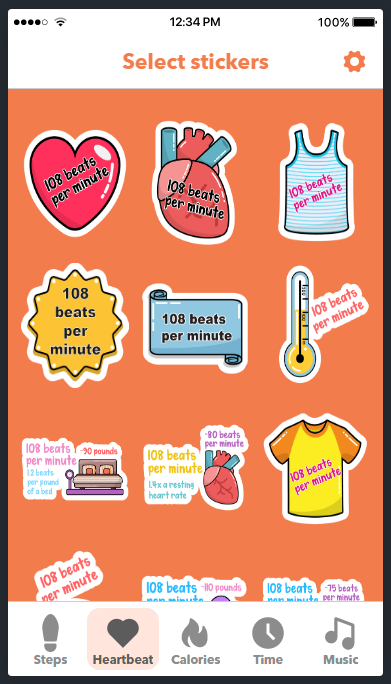 12:34 PM
100%
Select stickers
108 beats
per minute
108 beats
per minute
108 beats
per minute
108
beats
per
minute
108 beats
per minute
108 beats
per minute
108 beats
per minute
~90 pounds
1.2 beats
per pound
of a bed
~80 beats
108 beats
per minute
1.4x a resting
heart rate
108 beats
per minute
108 beats
per minute
108 beats
~110 pounds
108 beats
~75 beats
Steps
Heartbeat
Calories
Time
Music